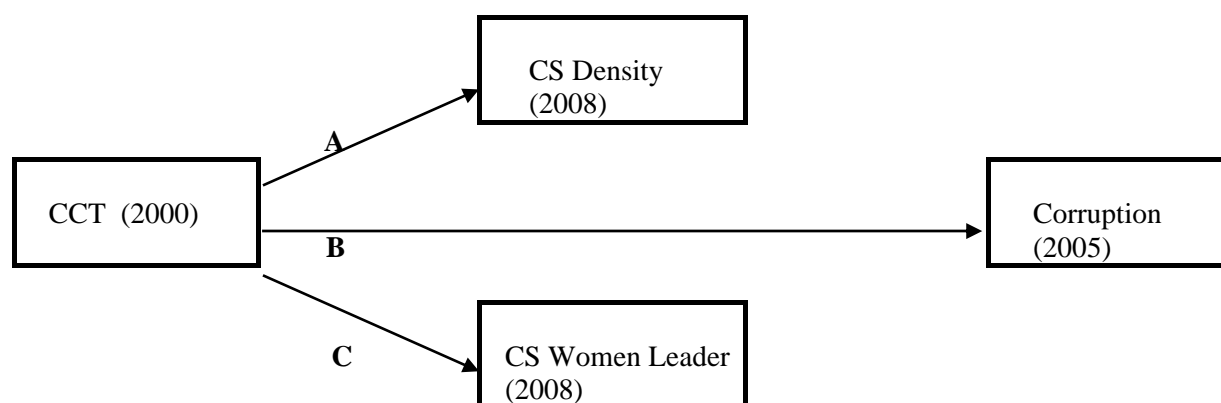 CS Density
(2008)
A
CCT (2000)
Corruption
(2005)
B
C
CS Women Leader
(2008)